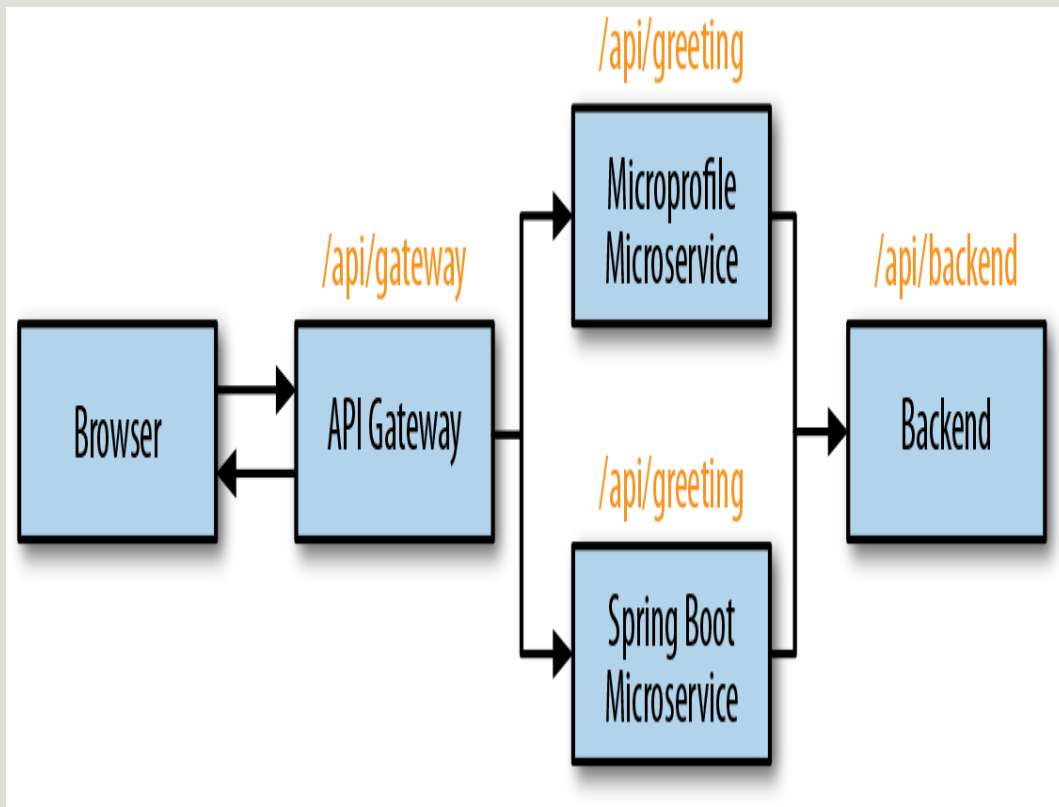 /api/greeting
Microprofile
Microservice
/api/gateway
/api/backend
Browser
API Gateway
Backend
/api/greeting
Spring Boot
Microservice